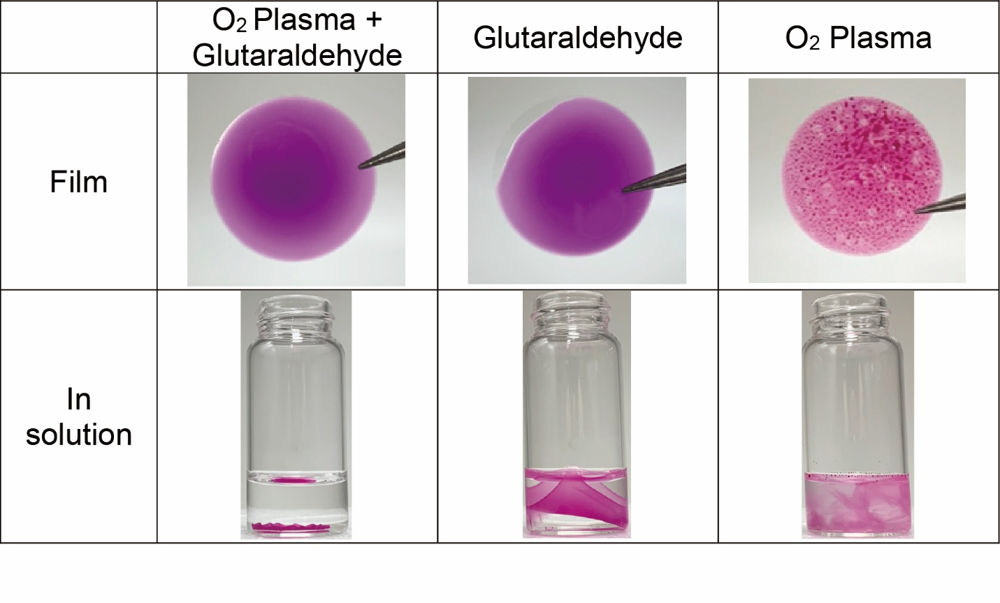 O₂ Plasma +
Glutaraldehyde
Glutaraldehyde
O₂ Plasma
Film
In
solution